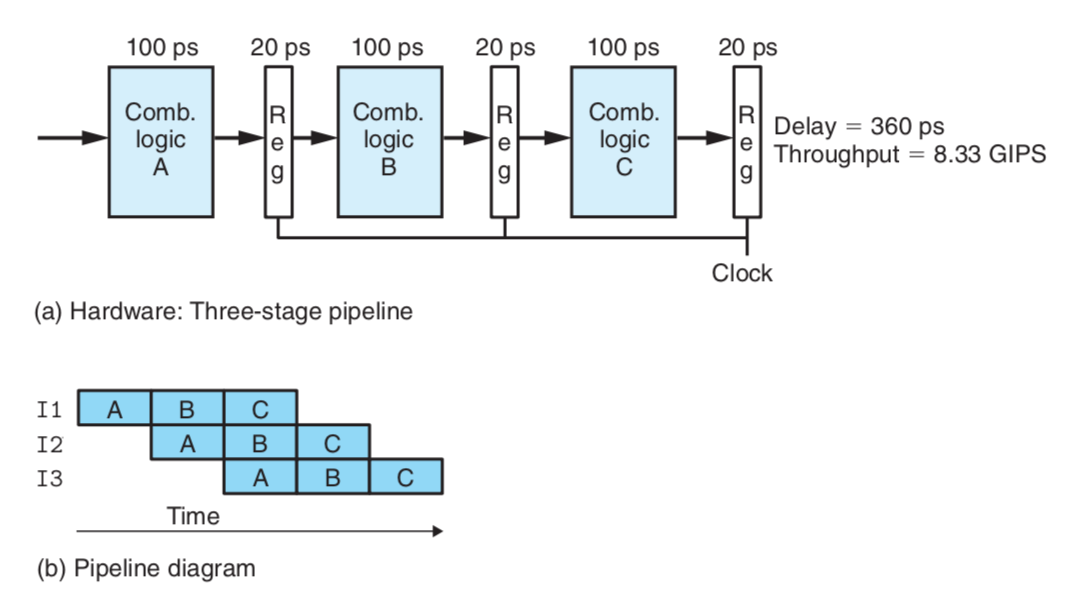 100 ps 20 ps 100 ps 20 ps 100 ps 20 ps
Comb. logic A
Reg
Comb. logic B
Reg
Comb. logic C
Reg
Delay = 360 ps
Throughput = 8.33 GIPS
Clock
(a) Hardware: Three-stage pipeline
I1 A B C
I2 A B C
I3 A B C
Time
(b) Pipeline diagram